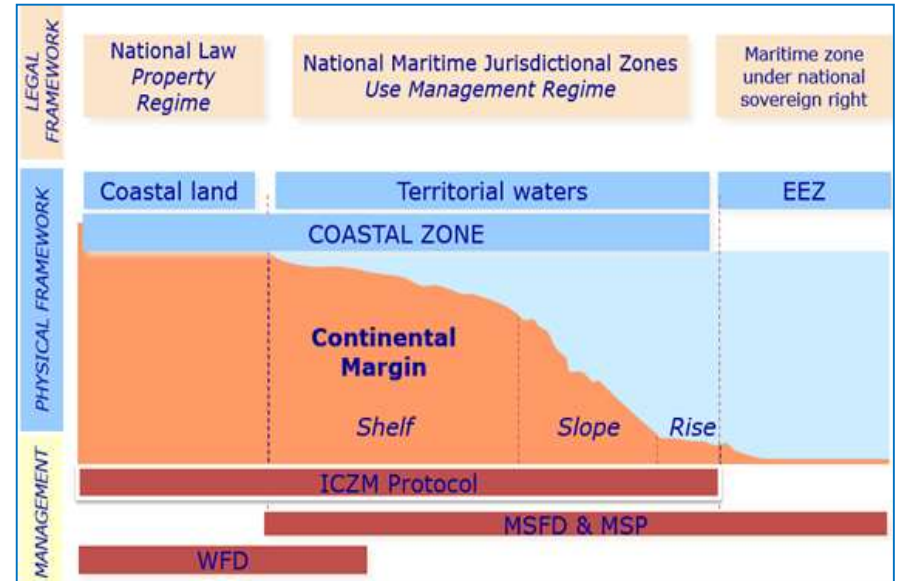 LEGAL
FRAMEWORK
National Law
Property
Regime
National Maritime Jurisdictional Zones
Use Management Regime
Maritime zone
under national
sovereign right
PHYSICAL FRAMEWORK
Coastal land
Territorial waters
EEZ
COASTAL ZONE
Continental
Margin
Shelf
Slope
Rise
MANAGEMENT
ICZM Protocol
MSFD & MSP
WFD